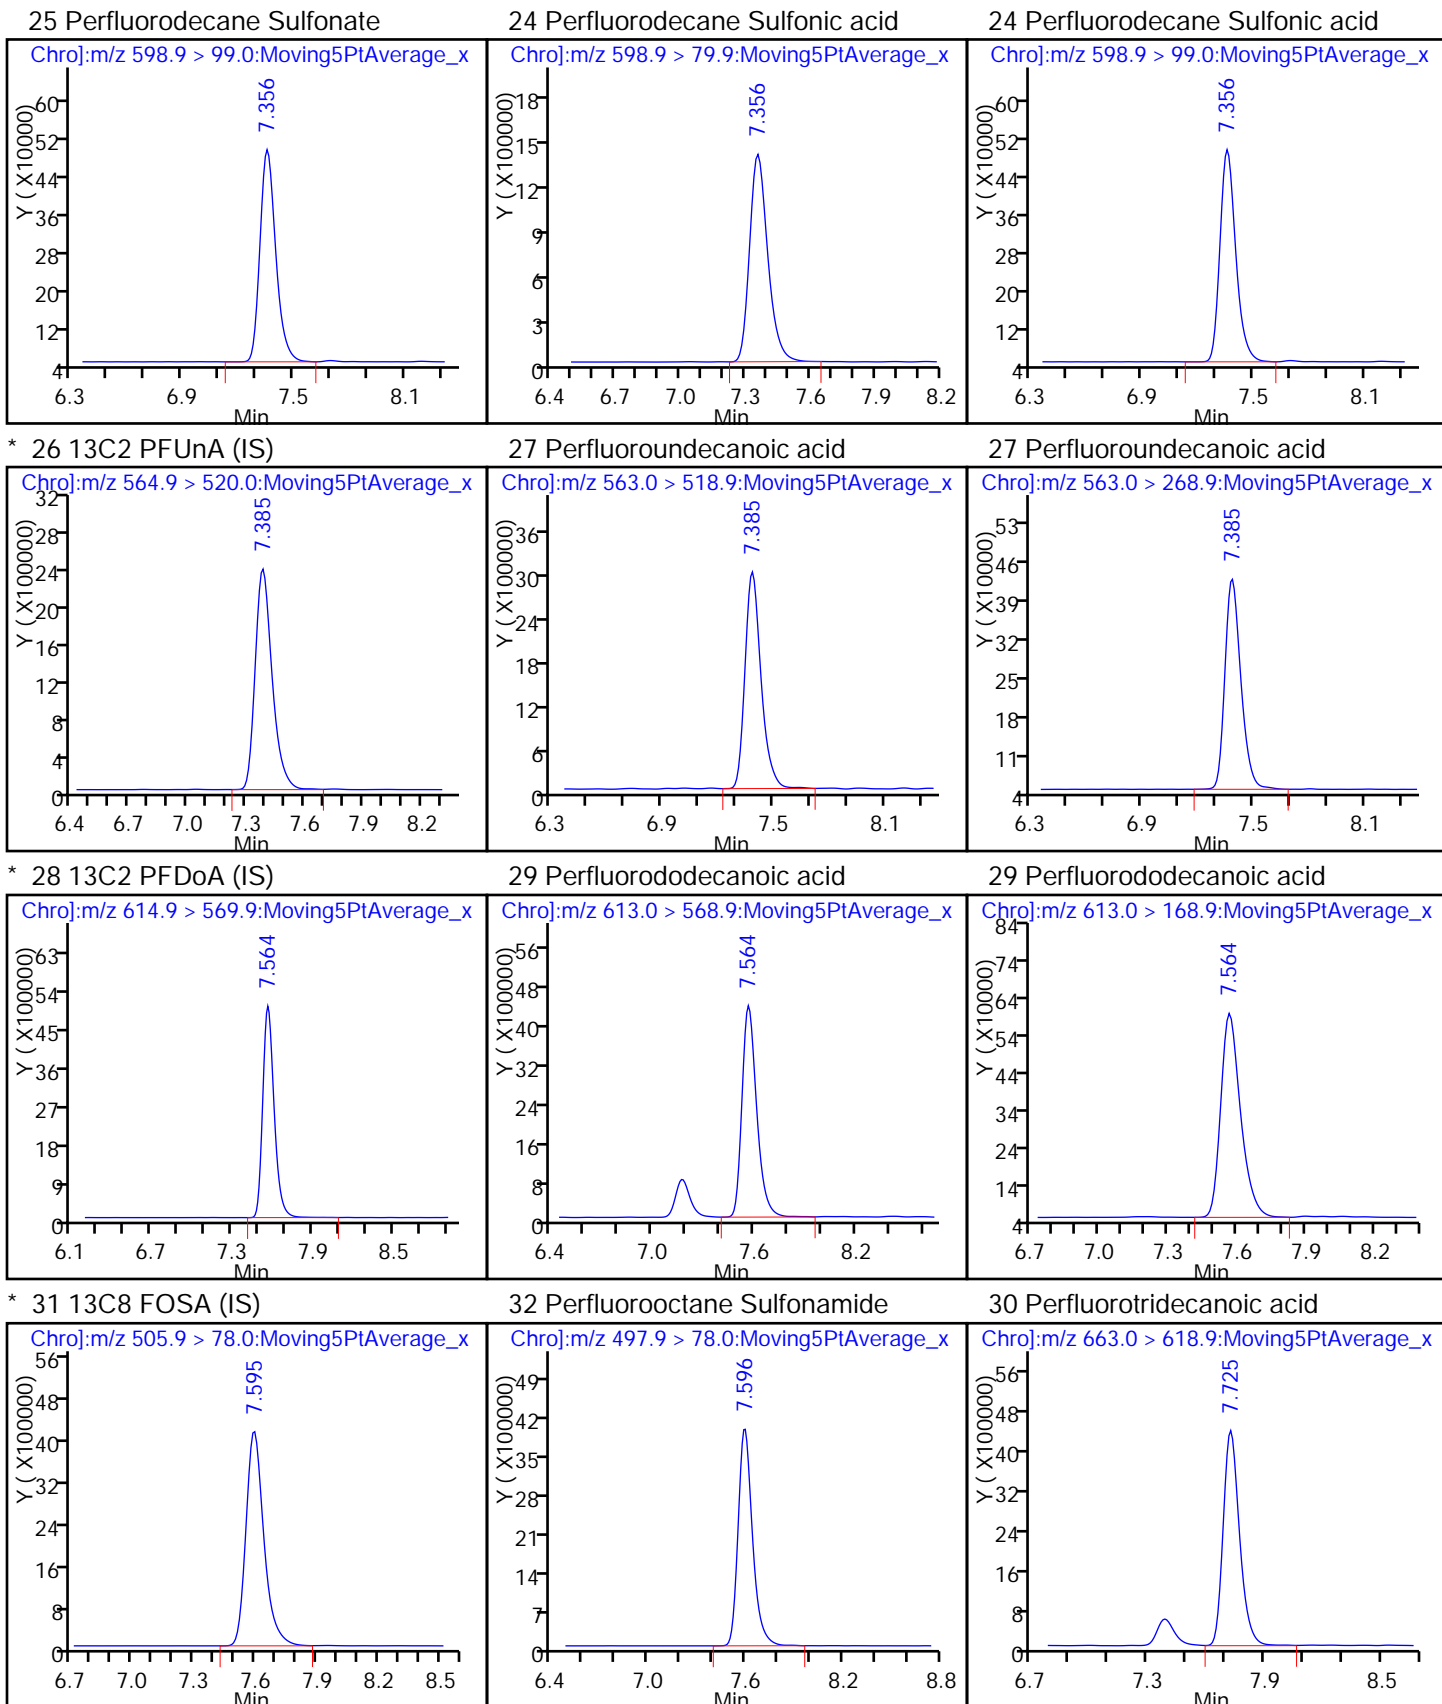 25 Perfluorodecane Sulfonate
24 Perfluorodecane Sulfonic acid
24 Perfluorodecane Sulfonic acid
Chro]:m/z 598.9 > 99.0:Moving5PtAverage_x
7.356
Y ( X10000)
60
52
44
36
28
20
12
4
6.3 6.9 7.5 8.1
Min
Chro]:m/z 598.9 > 79.9:Moving5PtAverage_x
7.356
Y ( X100000)
18
15
12
9
6
3
0
6.4 6.7 7.0 7.3 7.6 7.9 8.2
Min
Chro]:m/z 598.9 > 99.0:Moving5PtAverage_x
7.356
Y ( X10000)
60
52
44
36
28
20
12
4
6.3 6.9 7.5 8.1
Min
* 26 13C2 PFUnA (IS)
27 Perfluoroundecanoic acid
27 Perfluoroundecanoic acid
Chro]:m/z 564.9 > 520.0:Moving5PtAverage_x
7.385
Y ( X100000)
32
28
24
20
16
12
8
4
0
6.4 6.7 7.0 7.3 7.6 7.9 8.2
Min
Chro]:m/z 563.0 > 518.9:Moving5PtAverage_x
7.385
Y ( X100000)
36
30
24
18
12
6
0
6.3 6.9 7.5 8.1
Min
Chro]:m/z 563.0 > 268.9:Moving5PtAverage_x
7.385
Y ( X10000)
53
46
39
32
25
18
11
4
6.3 6.9 7.5 8.1
Min
* 28 13C2 PFDoA (IS)
29 Perfluorododecanoic acid
29 Perfluorododecanoic acid
Chro]:m/z 614.9 > 569.9:Moving5PtAverage_x
7.564
Y ( X100000)
63
54
45
36
27
18
9
0
6.1 6.7 7.3 7.9 8.5
Min
Chro]:m/z 613.0 > 568.9:Moving5PtAverage_x
7.564
Y ( X100000)
56
48
40
32
24
16
8
0
6.4 7.0 7.6 8.2
Min
Chro]:m/z 613.0 > 168.9:Moving5PtAverage_x
7.564
Y ( X10000)
84
74
64
54
44
34
24
14
4
6.7 7.0 7.3 7.6 7.9 8.2
Min
* 31 13C8 FOSA (IS)
32 Perfluorooctane Sulfonamide
30 Perfluorotridecanoic acid
Chro]:m/z 505.9 > 78.0:Moving5PtAverage_x
7.595
Y ( X100000)
56
48
40
32
24
16
8
0
6.7 7.0 7.3 7.6 7.9 8.2 8.5
Min
Chro]:m/z 497.9 > 78.0:Moving5PtAverage_x
7.596
Y ( X100000)
49
42
35
28
21
14
7
0
6.4 7.0 7.6 8.2 8.8
Min
Chro]:m/z 663.0 > 618.9:Moving5PtAverage_x
7.725
Y ( X100000)
56
48
40
32
24
16
8
0
6.7 7.3 7.9 8.5
Min